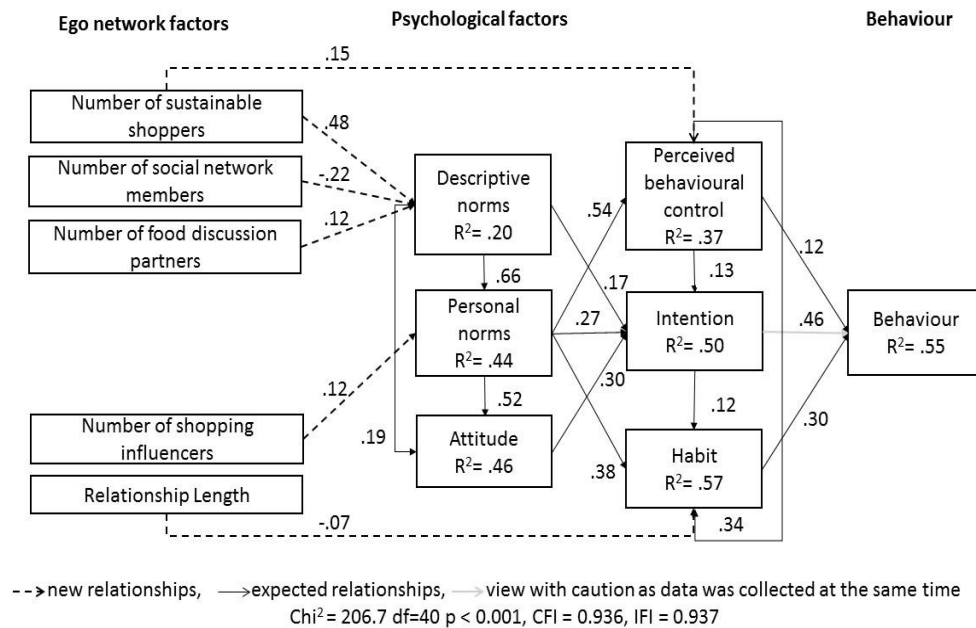 Ego network factors
Psychological factors
Behaviour
.15
Number of sustainable
shoppers
.48
Number of social network
members
-.22
Number of food discussion
partners
.12
Descriptive
norms
R² = .20
.66
Personal
norms
R² = .44
.52
Attitude
R² = .46
.19
Number of shopping
influencers
.12
Relationship Length
-.07
.54
.17
.27
.30
.38
Perceived
behavioural
control
R² = .37
.13
Intention
R² = .50
.12
Habit
R² = .57
.34
.12
.46
.30
Behaviour
R² = .55
new relationships, expected relationships, view with caution as data was collected at the same time
Chi² = 206.7 df=40 p < 0.001, CFI = 0.936, IFI = 0.937